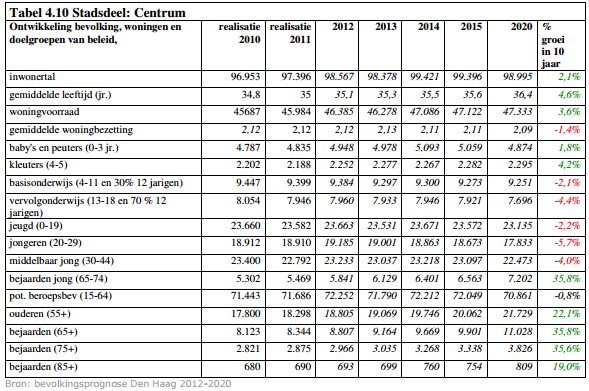 Tabel 4.10 Stadsdeel: Centrum
Ontwikkeling bevolking, woningen en doelgroepen van beleid, realisatie 2010 realisatie 2011 2012 2013 2014 2015 2020 % groei in 10 jaar
inwonertal 96.953 97.396 98.567 98.378 99.421 99.396 98.995 2,1%
gemiddelde leeftijd (jr.) 34,8 35 35,1 35,3 35,5 35,6 36,4 4,6%
woningvoorraad 45687 45.984 46.385 46.278 47.086 47.122 47.333 3,6%
gemiddelde woningbezetting 2,12 2,12 2,12 2,13 2,11 2,11 2,09 -1,4%
baby's en peuters (0-3 jr.) 4.787 4.835 4.948 4.978 5.093 5.059 4.874 1,8%
kleuters (4-5) 2.202 2.188 2.252 2.277 2.267 2.282 2.295 4,2%
basisonderwijs (4-11 en 30% 12 jarigen) 9.447 9.399 9.384 9.297 9.300 9.273 9.251 -2,1%
vervolgonderwijs (13-18 en 70 % 12 jarigen) 8.054 7.946 7.960 7.933 7.946 7.921 7.696 -4,4%
jeugd (0-19) 23.660 23.582 23.663 23.531 23.671 23.572 23.135 -2,2%
jongeren (20-29) 18.912 18.910 19.185 19.001 18.863 18.673 17.833 -5,7%
middelbaar jong (30-44) 23.400 22.792 23.233 23.037 23.218 23.097 22.473 -4,0%
bejaarden jong (65-74) 5.302 5.469 5.841 6.129 6.401 6.563 7.202 35,8%
pot. beroepsbev (15-64) 71.443 71.686 72.252 71.790 72.212 72.049 70.861 -0,8%
ouderen (55+) 17.800 18.298 18.805 19.069 19.746 20.062 21.729 22,1%
bejaarden (65+) 8.123 8.344 8.807 9.164 9.669 9.901 11.028 35,8%
bejaarden (75+) 2.821 2.875 2.966 3.035 3.268 3.338 3.826 35,6%
bejaarden (85+) 680 690 693 699 760 754 809 19,0%
Bron: bevolkingsprognose Den Haag 2012-2020